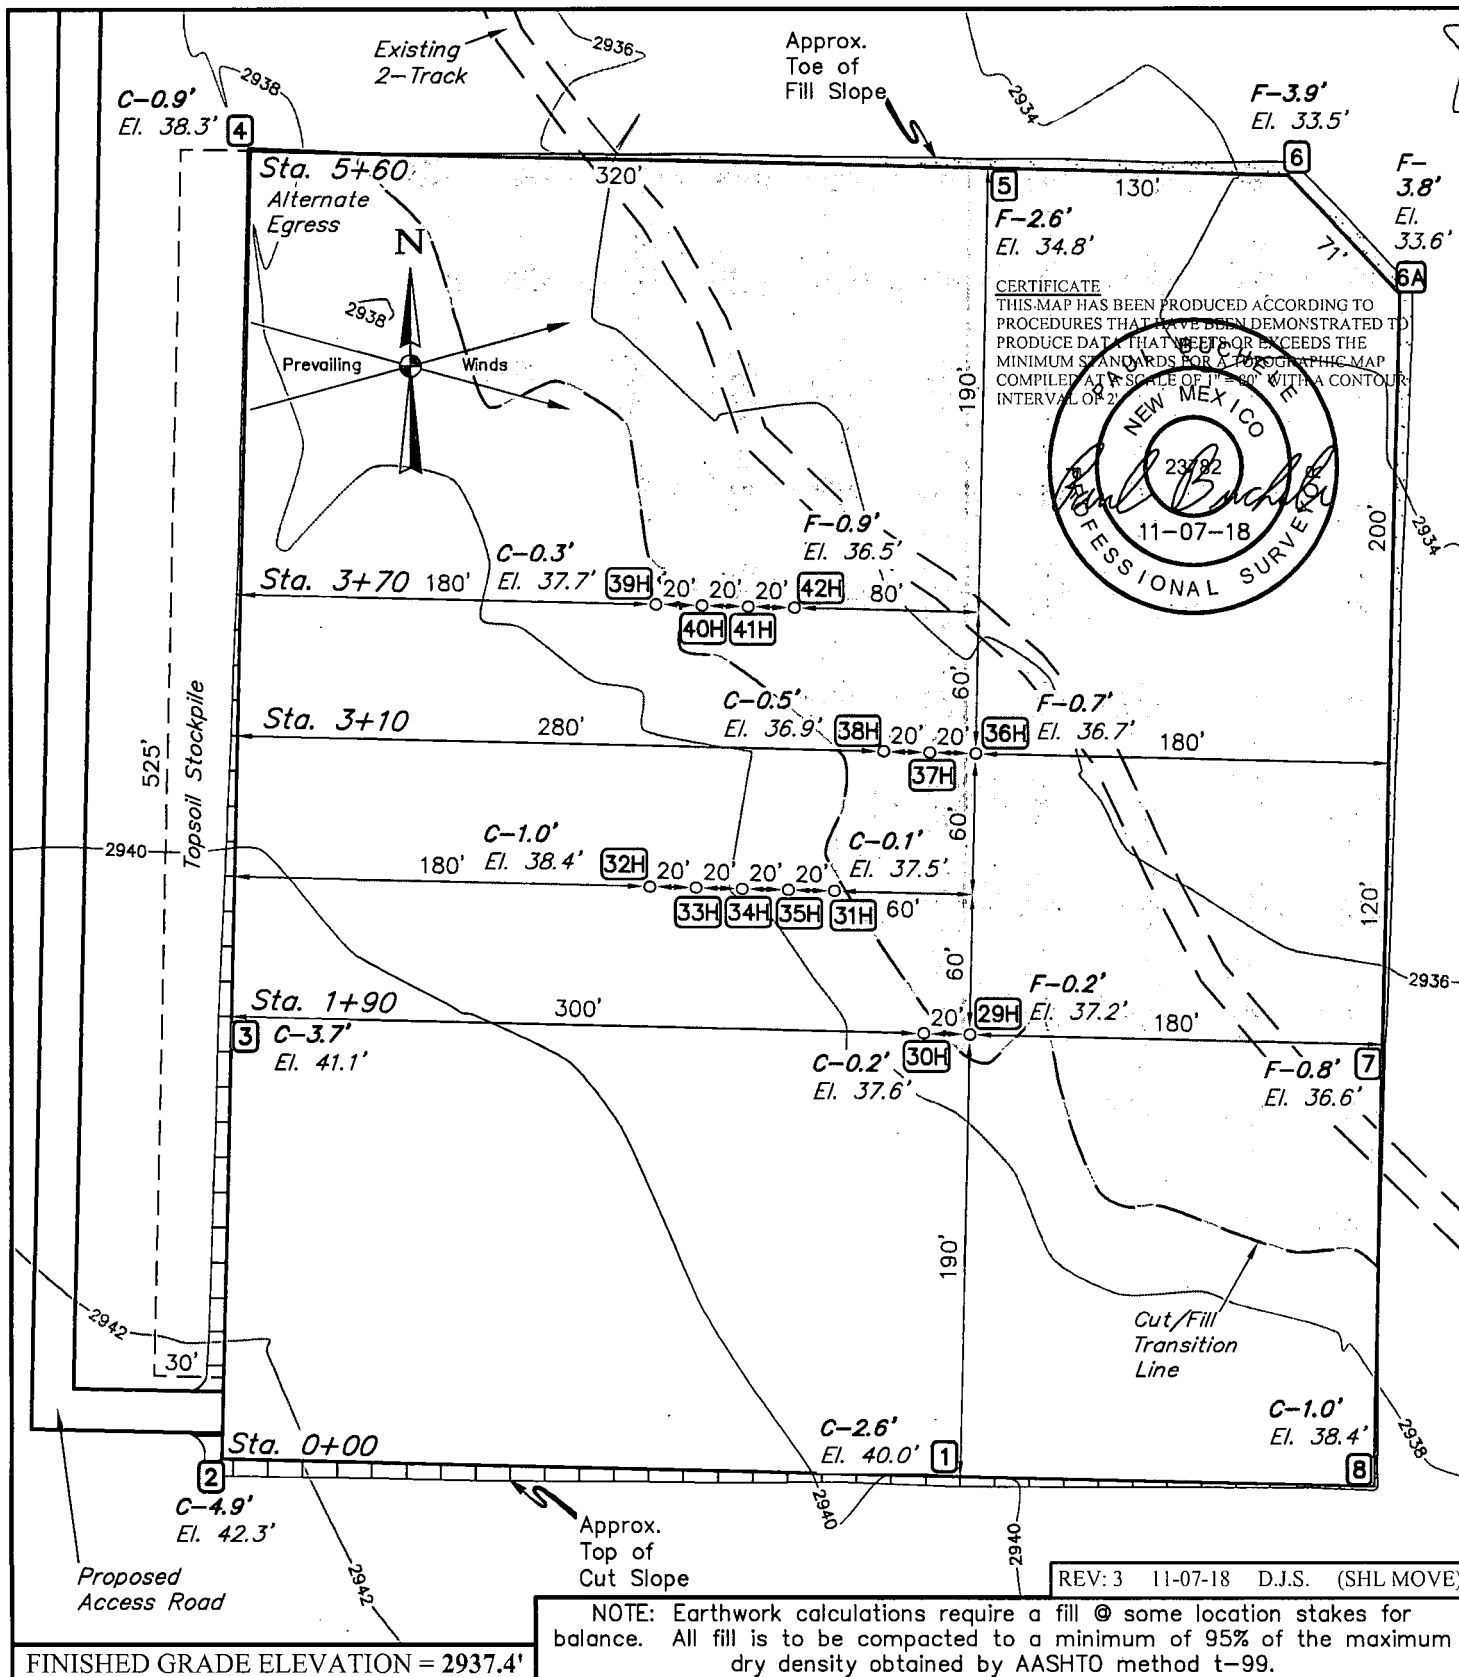 Existing
2-Track
2936
Approx.
Toe of
Fill Slope
2934
2938
C-0.9'
El. 38.3'
4
F-3.9'
El. 33.5'
6
F-
3.8'
El.
33.6'
6A
Sta. 5+60
320'
130'
71'
Alternate
Egress
5
F-2.6'
El. 34.8'
N
2938
Prevailing
Winds
CERTIFICATE
THIS MAP HAS BEEN PRODUCED ACCORDING TO
PROCEDURES THAT HAVE BEEN DEMONSTRATED TO
PRODUCE DATA THAT MEETS OR EXCEEDS THE
MINIMUM STANDARDS FOR A TOPOGRAPHIC MAP
COMPILED AT A SCALE OF 1" = 80' WITH A CONTOUR
INTERVAL OF 2'
NEW MEXICO
23782
11-07-18
PROFESSIONAL SURVEYOR
190'
200'
2934
F-0.9'
El. 36.5'
C-0.3'
El. 37.7'
Sta. 3+70
180'
39H
20'
20'
20'
42H
80'
40H
41H
60'
Topsoil Stockpile
525'
C-0.5'
El. 36.9'
F-0.7'
El. 36.7'
Sta. 3+10
280'
38H
20'
20'
36H
180'
37H
60'
2940
C-1.0'
El. 38.4'
C-0.1'
El. 37.5'
180'
32H
20'
20'
20'
20'
33H
34H
35H
31H
60'
120'
60'
2936
F-0.2'
El. 37.2'
Sta. 1+90
300'
20'
29H
180'
3
C-3.7'
El. 41.1'
30H
C-0.2'
El. 37.6'
7
F-0.8'
El. 36.6'
190'
2942
30'
Cut/Fill
Transition
Line
C-1.0'
El. 38.4'
2938
Sta. 0+00
C-2.6'
El. 40.0'
1
2
8
C-4.9'
El. 42.3'
2940
2940
Approx.
Top of
Cut Slope
2942
Proposed
Access Road
REV: 3 11-07-18 D.J.S. (SHL MOVE)
NOTE: Earthwork calculations require a fill @ some location stakes for
balance. All fill is to be compacted to a minimum of 95% of the maximum
dry density obtained by AASHTO method t-99.
FINISHED GRADE ELEVATION = 2937.4'